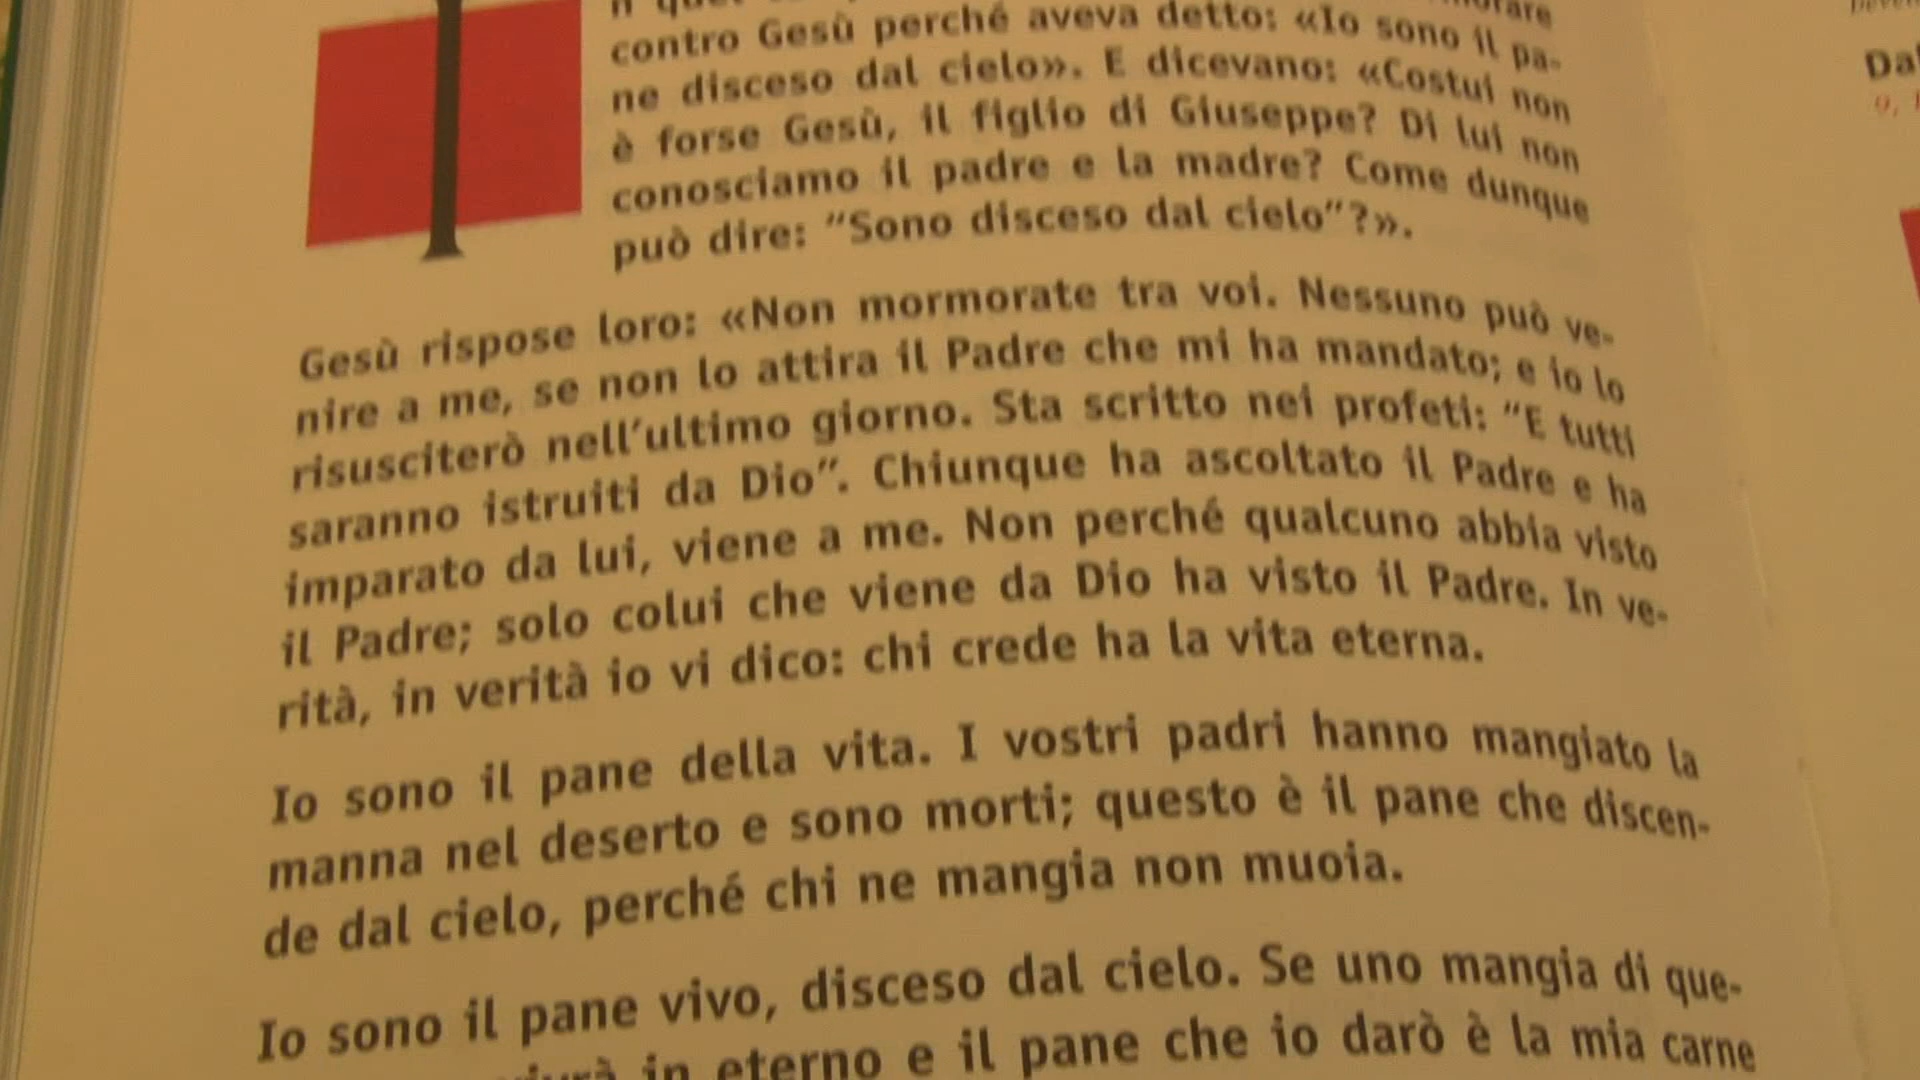 I
contro Gesù perché aveva detto: «Io sono il pa-
ne disceso dal cielo». E dicevano: «Costui non
è forse Gesù, il figlio di Giuseppe? Di lui non
conosciamo il padre e la madre? Come dunque
può dire: "Sono disceso dal cielo"?».
Gesù rispose loro: «Non mormorate tra voi. Nessuno può ve-
nire a me, se non lo attira il Padre che mi ha mandato; e io lo
risusciterò nell'ultimo giorno. Sta scritto nei profeti: "E tutti
saranno istruiti da Dio". Chiunque ha ascoltato il Padre e ha
imparato da lui, viene a me. Non perché qualcuno abbia visto
il Padre; solo colui che viene da Dio ha visto il Padre. In ve-
rità, in verità io vi dico: chi crede ha la vita eterna.
Io sono il pane della vita. I vostri padri hanno mangiato la
manna nel deserto e sono morti; questo è il pane che discen-
de dal cielo, perché chi ne mangia non muoia.
Io sono il pane vivo, disceso dal cielo. Se uno mangia di que-
in eterno e il pane che io darò è la mia carne